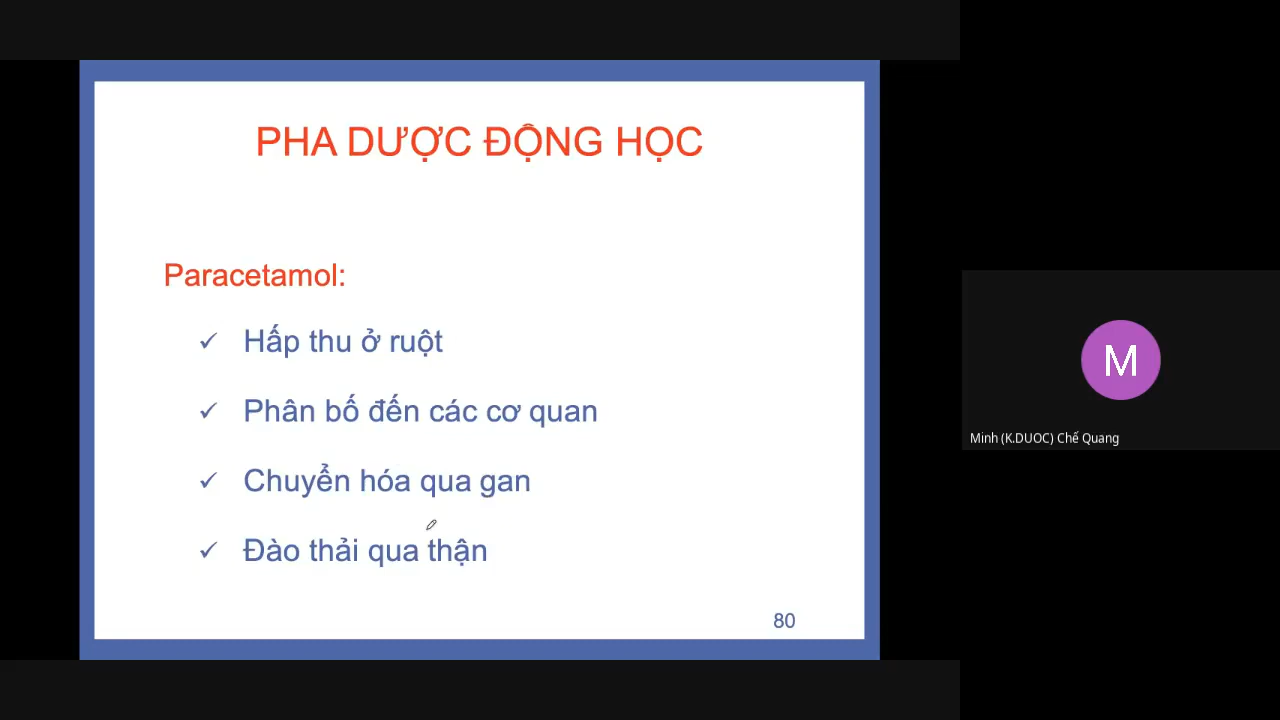 PHA DƯỢC ĐỘNG HỌC
Paracetamol:
✓ Hấp thu ở ruột
✓ Phân bố đến các cơ quan
✓ Chuyển hóa qua gan
✓ Đào thải qua thận
80
M
Minh (K.DUOC) Chế Quang